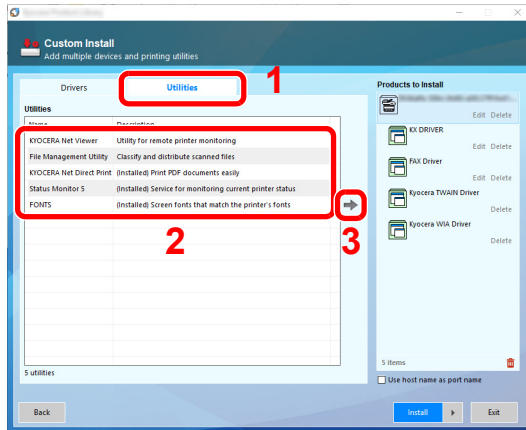 Custom Install
Add multiple devices and printing utilities
1
Drivers Utilities
Utilities
Name Description
KYOCERA Net Viewer Utility for remote printer monitoring
File Management Utility Classify and distribute scanned files
KYOCERA Net Direct Print (Installed) Print PDF documents easily
Status Monitor 5 (Installed) Service for monitoring current printer status
FONTS (Installed) Screen fonts that match the printer's fonts
2
3
5 utilities
Products to Install
Edit Delete
KX DRIVER
Edit Delete
FAX Driver
Edit Delete
Kyocera TWAIN Driver
Delete
Kyocera WIA Driver
Delete
5 items
Use host name as port name
Back Install Exit